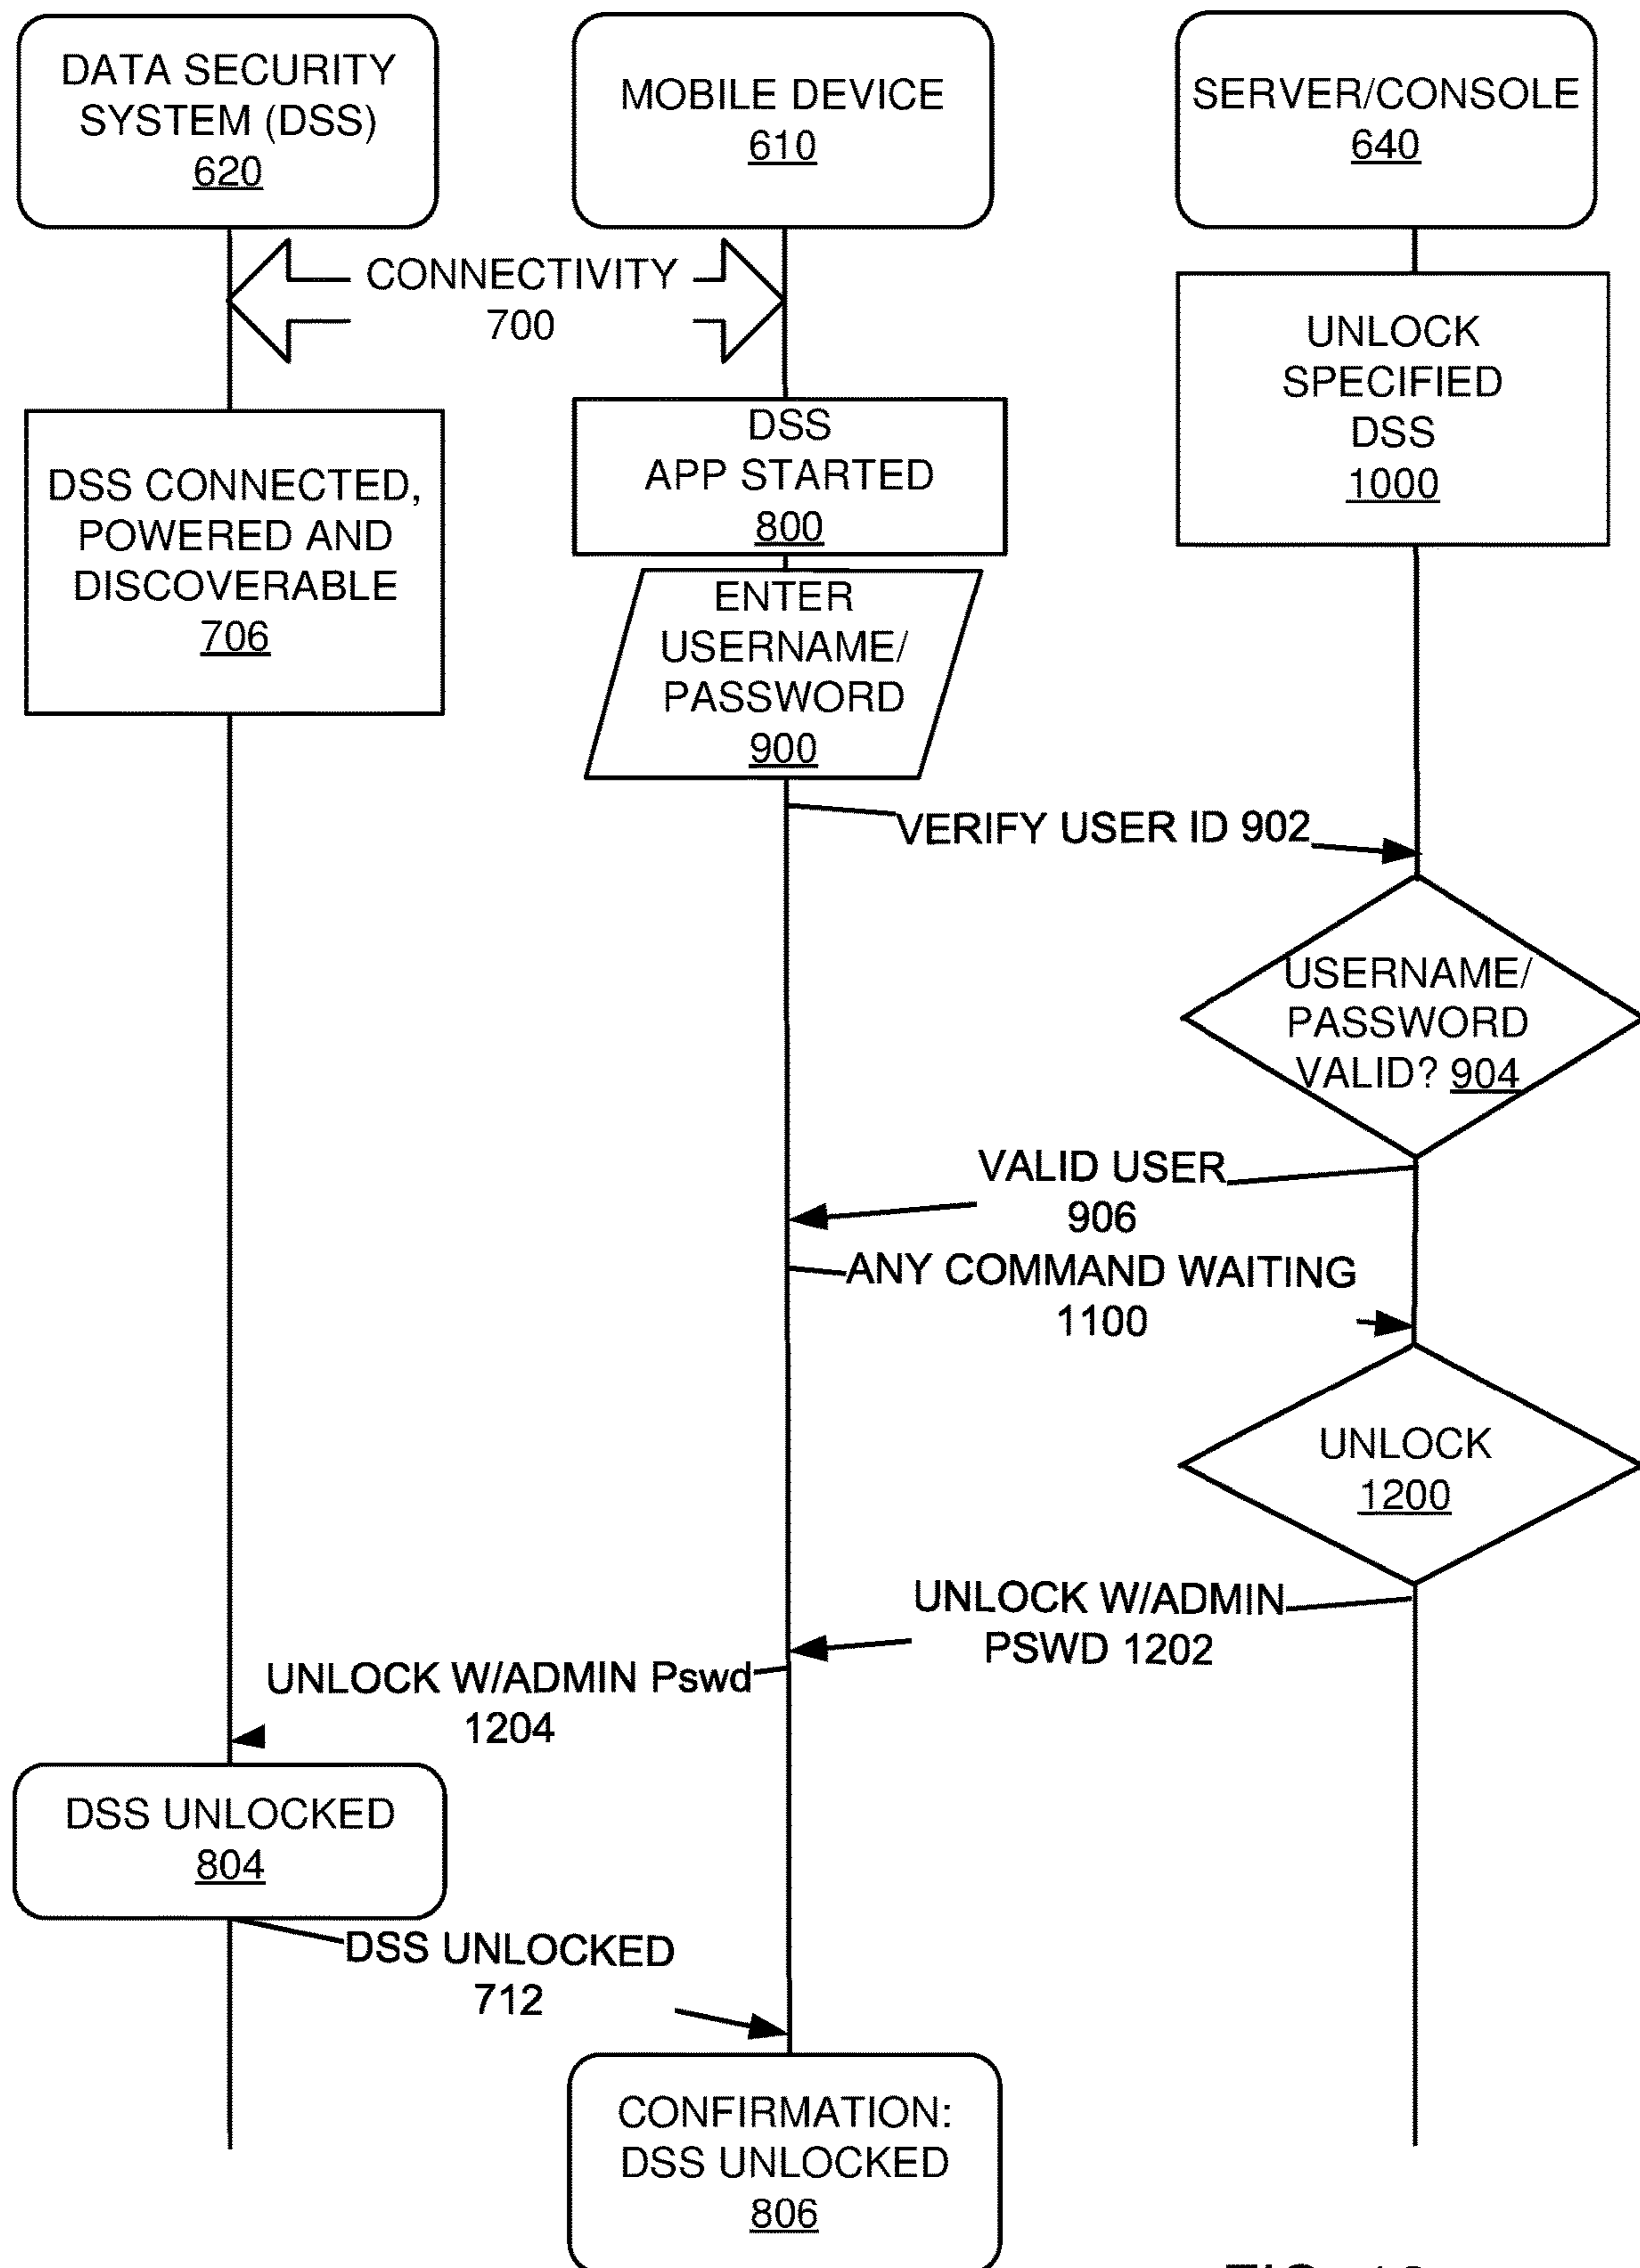 DATA SECURITY
SYSTEM (DSS)
620
MOBILE DEVICE
610
SERVER/CONSOLE
640
CONNECTIVITY
700
UNLOCK
SPECIFIED
DSS
1000
DSS CONNECTED,
POWERED AND
DISCOVERABLE
706
DSS
APP STARTED
800
ENTER
USERNAME/
PASSWORD
900
VERIFY USER ID 902
USERNAME/
PASSWORD
VALID? 904
VALID USER
906
ANY COMMAND WAITING
1100
UNLOCK
1200
UNLOCK W/ADMIN
PSWD 1202
UNLOCK W/ADMIN Pswd
1204
DSS UNLOCKED
804
DSS UNLOCKED
712
CONFIRMATION:
DSS UNLOCKED
806